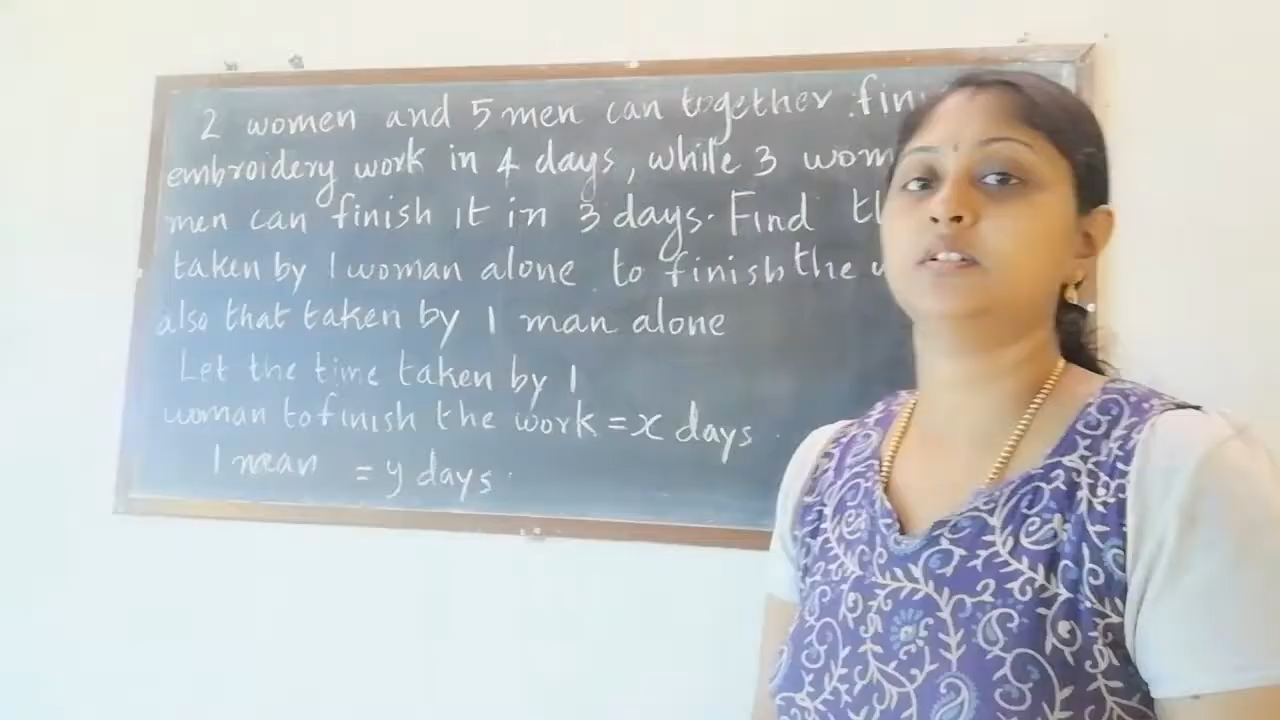 2 women and 5 men can together fin
embroidery work in 4 days, while 3 wom
men can finish it in 3 days. Find th
taken by 1 woman alone to finish the
also that taken by 1 man alone
Let the time taken by 1
woman to finish the work = x days
1 man = y days.